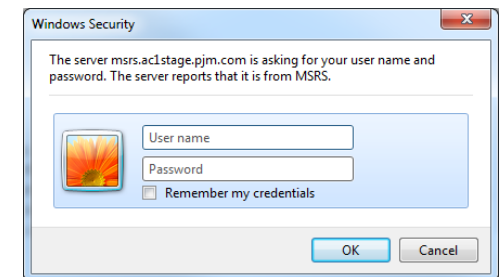 Windows Security
The server msrs.ac1stage.pjm.com is asking for your user name and
password. The server reports that it is from MSRS.
User name
Password
Remember my credentials
OK
Cancel